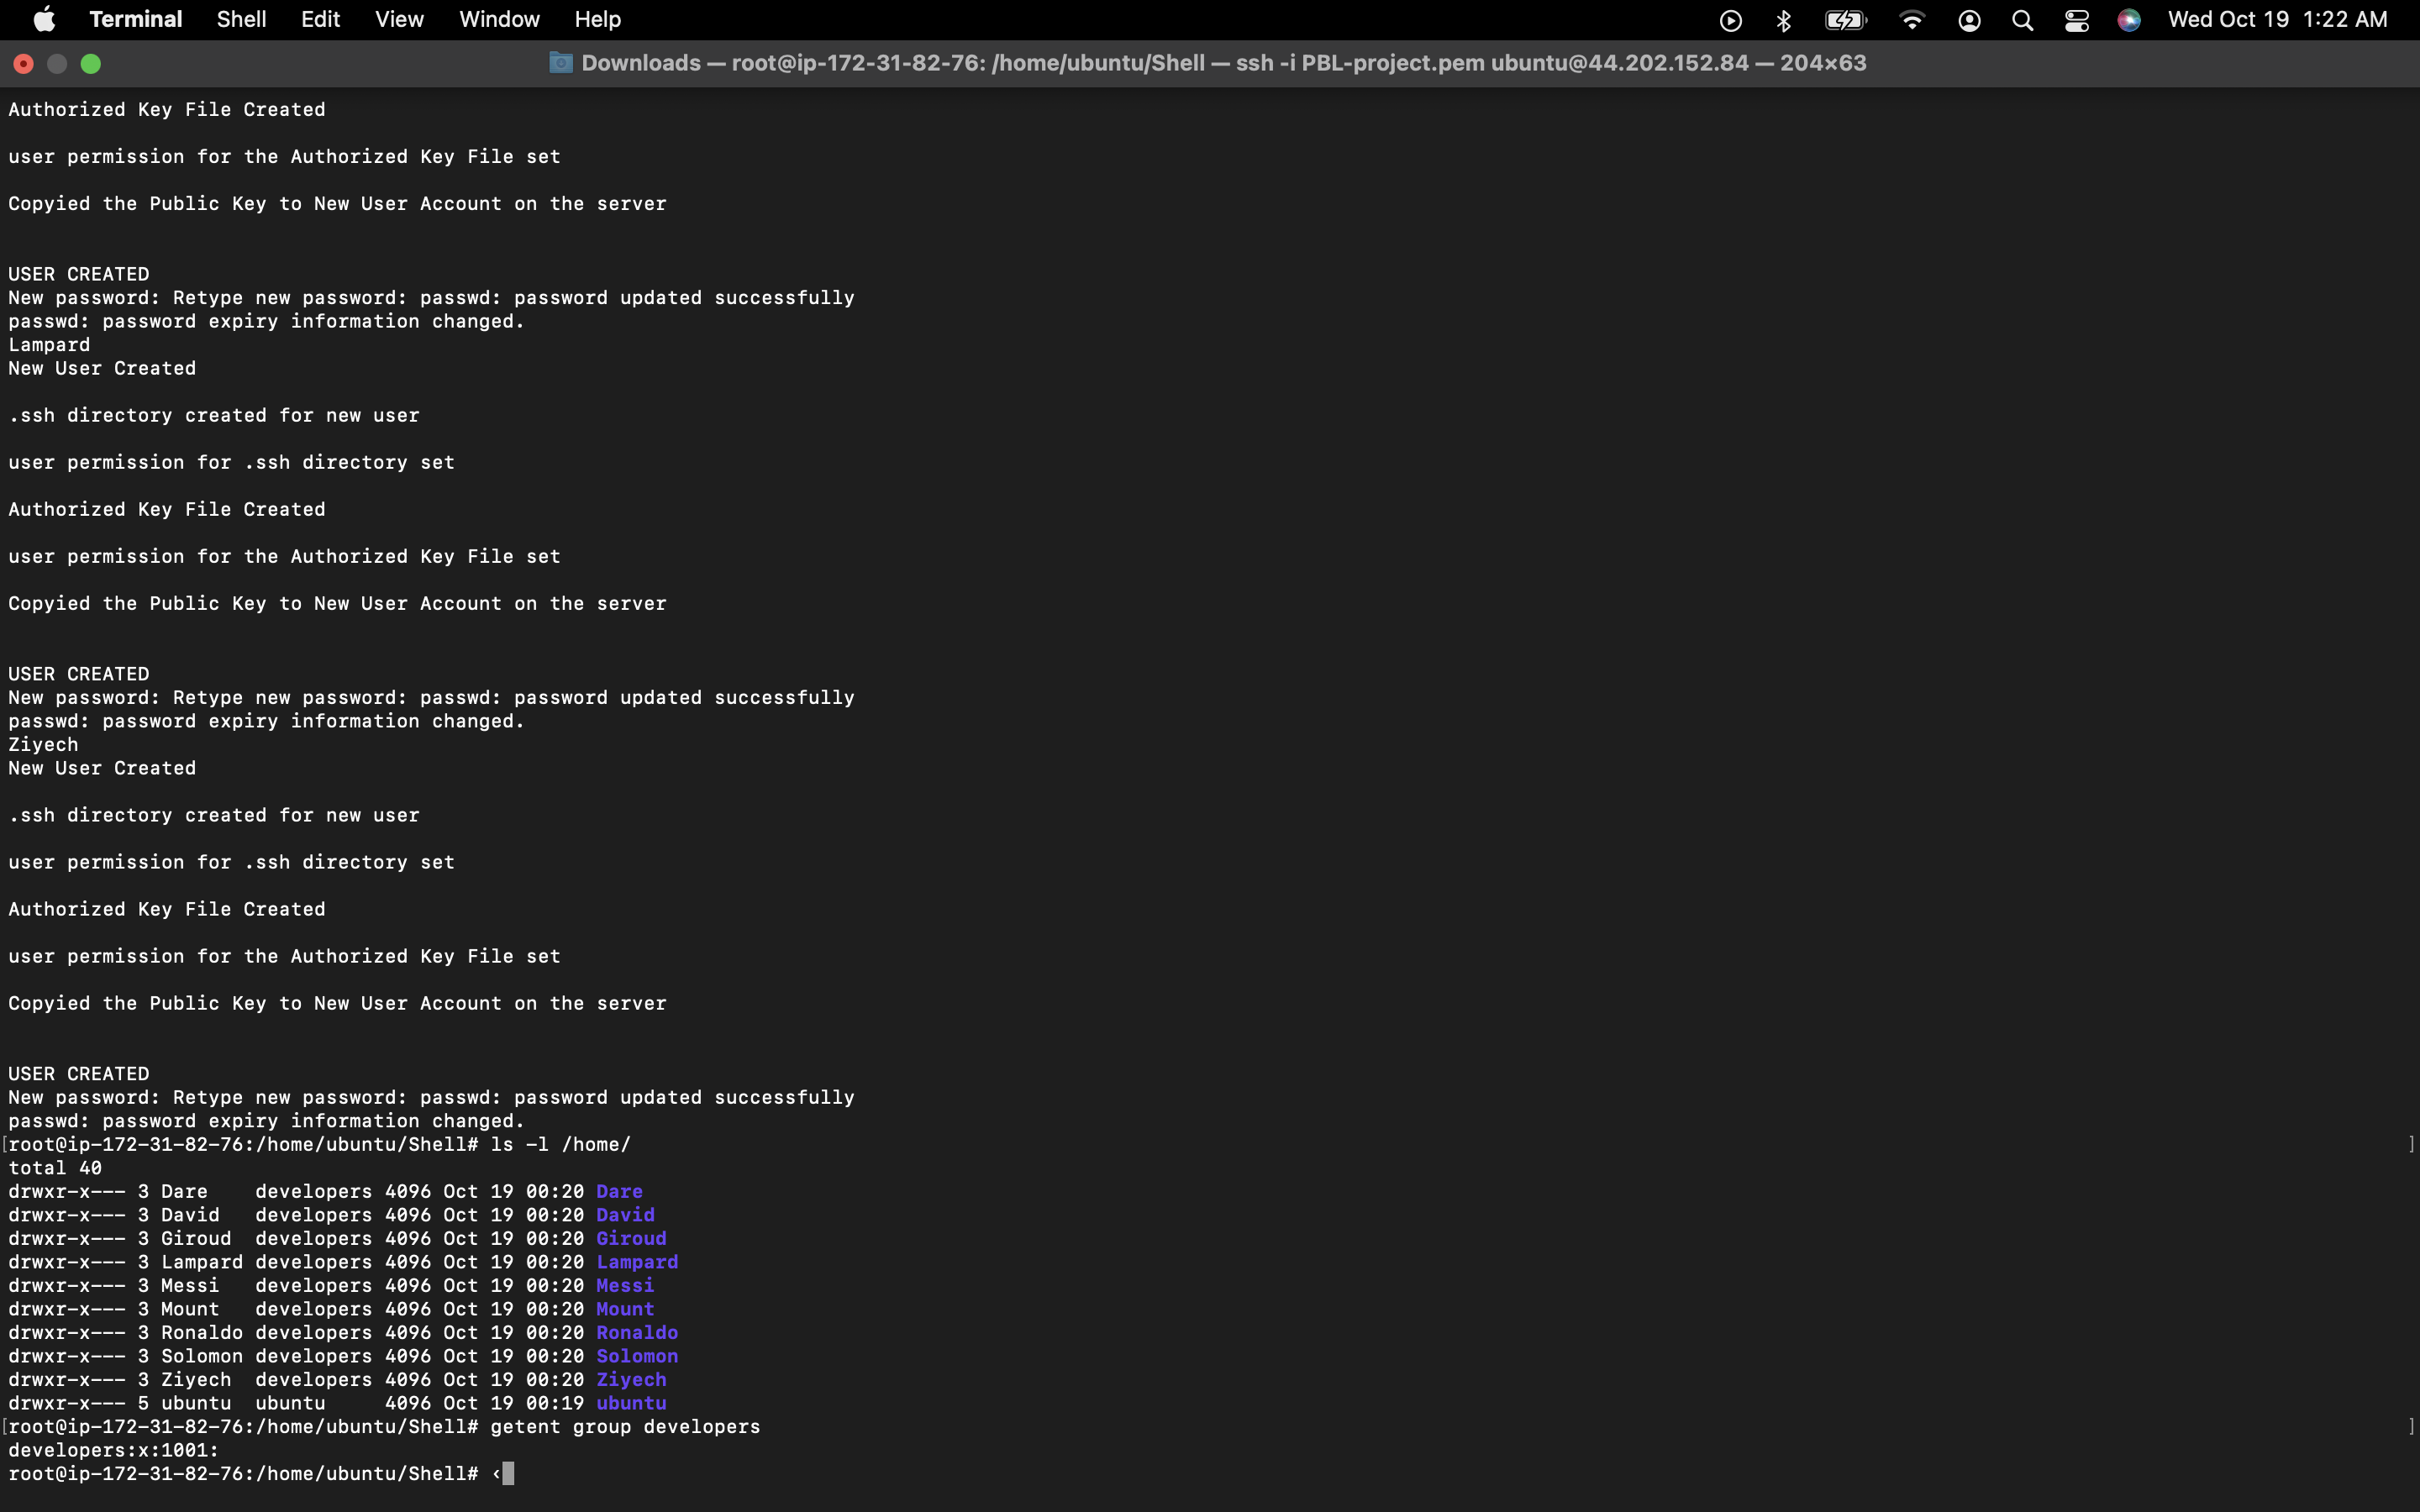 Terminal Shell Edit View Window Help Wed Oct 19 1:22 AM
Downloads — root@ip-172-31-82-76: /home/ubuntu/Shell — ssh -i PBL-project.pem ubuntu@44.202.152.84 — 204×63
Authorized Key File Created
user permission for the Authorized Key File set
Copyied the Public Key to New User Account on the server
USER CREATED
New password: Retype new password: passwd: password updated successfully
passwd: password expiry information changed.
Lampard
New User Created
.ssh directory created for new user
user permission for .ssh directory set
Authorized Key File Created
user permission for the Authorized Key File set
Copyied the Public Key to New User Account on the server
USER CREATED
New password: Retype new password: passwd: password updated successfully
passwd: password expiry information changed.
Ziyech
New User Created
.ssh directory created for new user
user permission for .ssh directory set
Authorized Key File Created
user permission for the Authorized Key File set
Copyied the Public Key to New User Account on the server
USER CREATED
New password: Retype new password: passwd: password updated successfully
passwd: password expiry information changed.
[root@ip-172-31-82-76:/home/ubuntu/Shell# ls -l /home/ ]
total 40
drwxr-x--- 3 Dare    developers 4096 Oct 19 00:20 Dare
drwxr-x--- 3 David   developers 4096 Oct 19 00:20 David
drwxr-x--- 3 Giroud  developers 4096 Oct 19 00:20 Giroud
drwxr-x--- 3 Lampard developers 4096 Oct 19 00:20 Lampard
drwxr-x--- 3 Messi   developers 4096 Oct 19 00:20 Messi
drwxr-x--- 3 Mount   developers 4096 Oct 19 00:20 Mount
drwxr-x--- 3 Ronaldo developers 4096 Oct 19 00:20 Ronaldo
drwxr-x--- 3 Solomon developers 4096 Oct 19 00:20 Solomon
drwxr-x--- 3 Ziyech  developers 4096 Oct 19 00:20 Ziyech
drwxr-x--- 5 ubuntu  ubuntu     4096 Oct 19 00:19 ubuntu
[root@ip-172-31-82-76:/home/ubuntu/Shell# getent group developers ]
developers:x:1001:
root@ip-172-31-82-76:/home/ubuntu/Shell# ‹